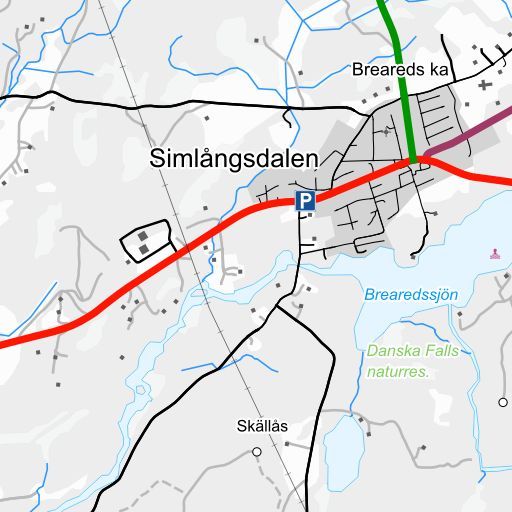 Breareds ka
Simlångsdalen
P
Brearedssjön
Danska Falls
naturres.
Skällås